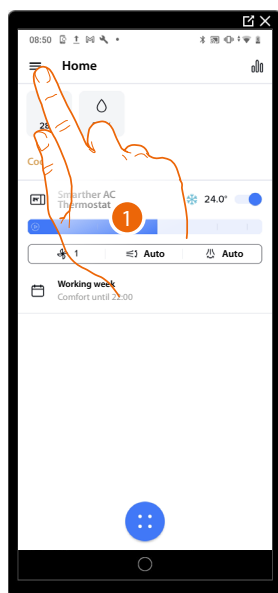 08:50
Home
28
Co
Smarther AC
Thermostat
24.0°
1
1
Auto
Auto
Working week
Comfort until 22:00